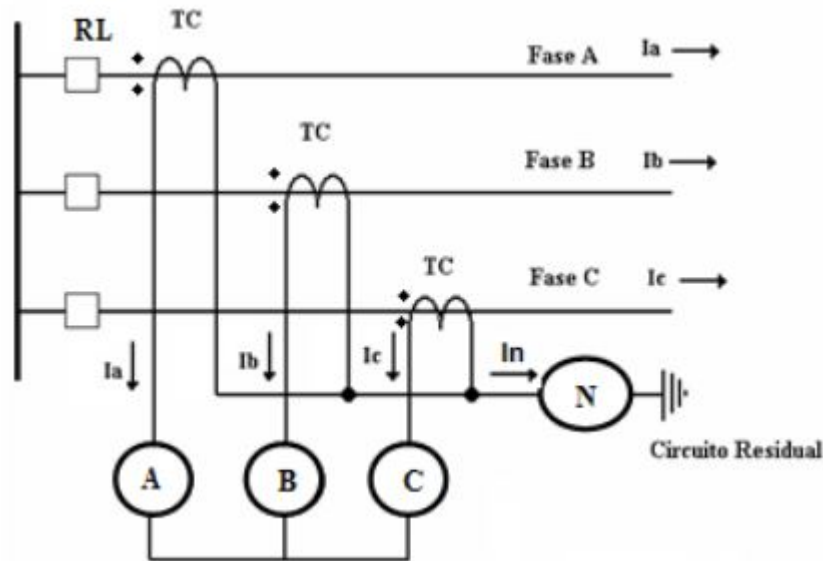 RL
TC
Fase A
Ia
TC
Fase B
Ib
TC
Fase C
Ic
Ia
Ib
Ic
In
N
Circuito Residual
A
B
C